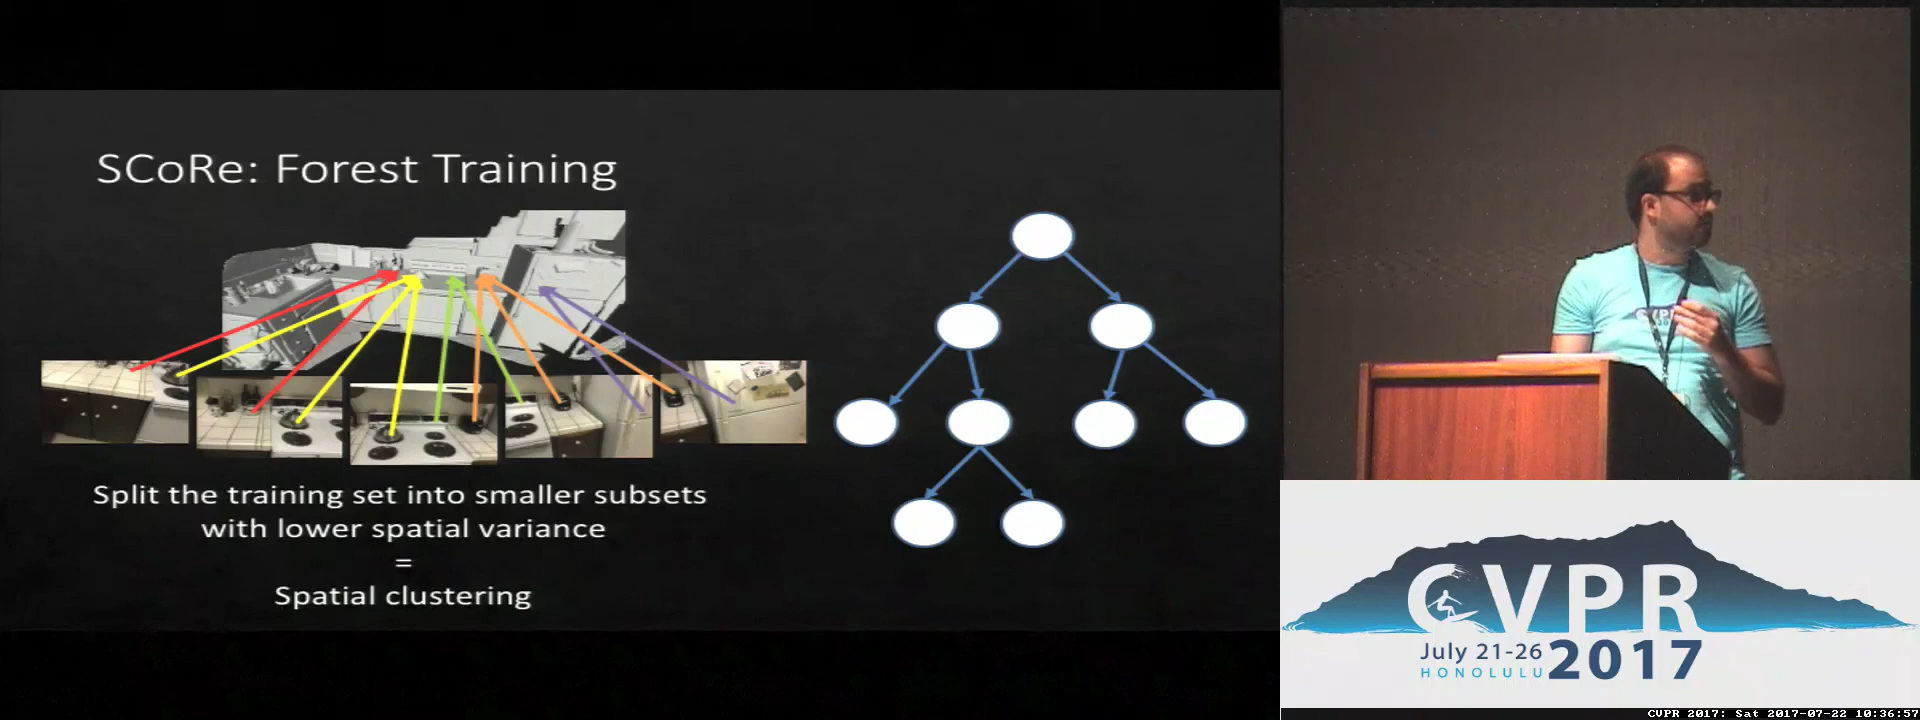 SCoRe: Forest Training
Split the training set into smaller subsets
with lower spatial variance
=
Spatial clustering
CVPR
July 21-26
HONOLULU
2017
CVPR 2017: Sat 2017-07-22 10:36:57